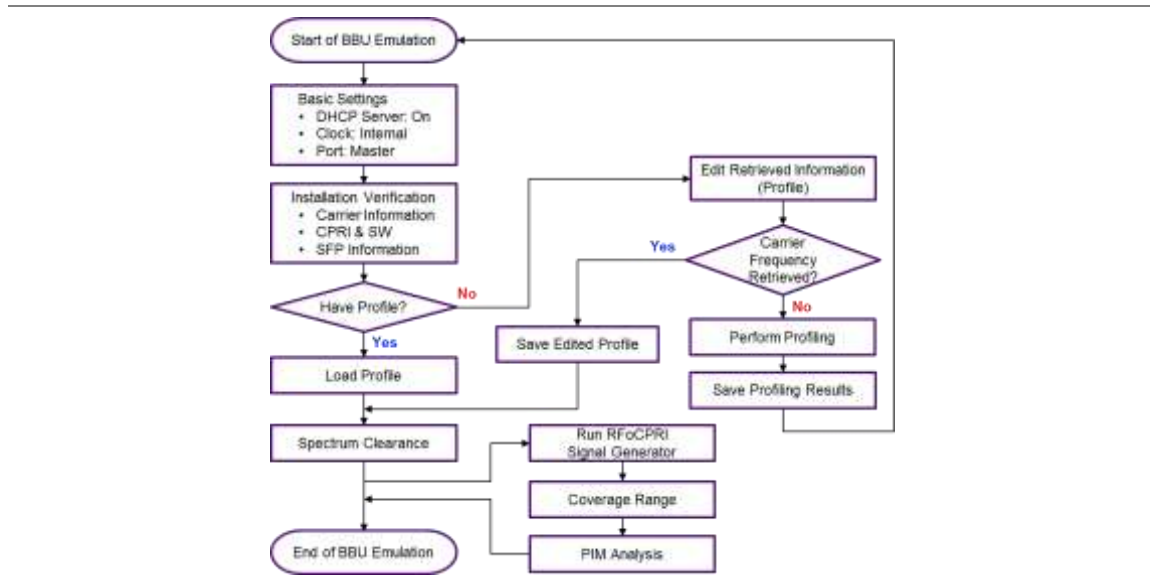 Start of BBU Emulation
Basic Settings
• DHCP Server: On
• Clock: Internal
• Port: Master
Installation Verification
• Carrier Information
• CPRI & SW
• SFP Information
Have Profile?
No
Yes
Load Profile
Spectrum Clearance
End of BBU Emulation
Edit Retrieved Information
(Profile)
Carrier
Frequency
Retrieved?
Yes
No
Save Edited Profile
Perform Profiling
Save Profiling Results
Run RFoCPRI
Signal Generator
Coverage Range
PIM Analysis